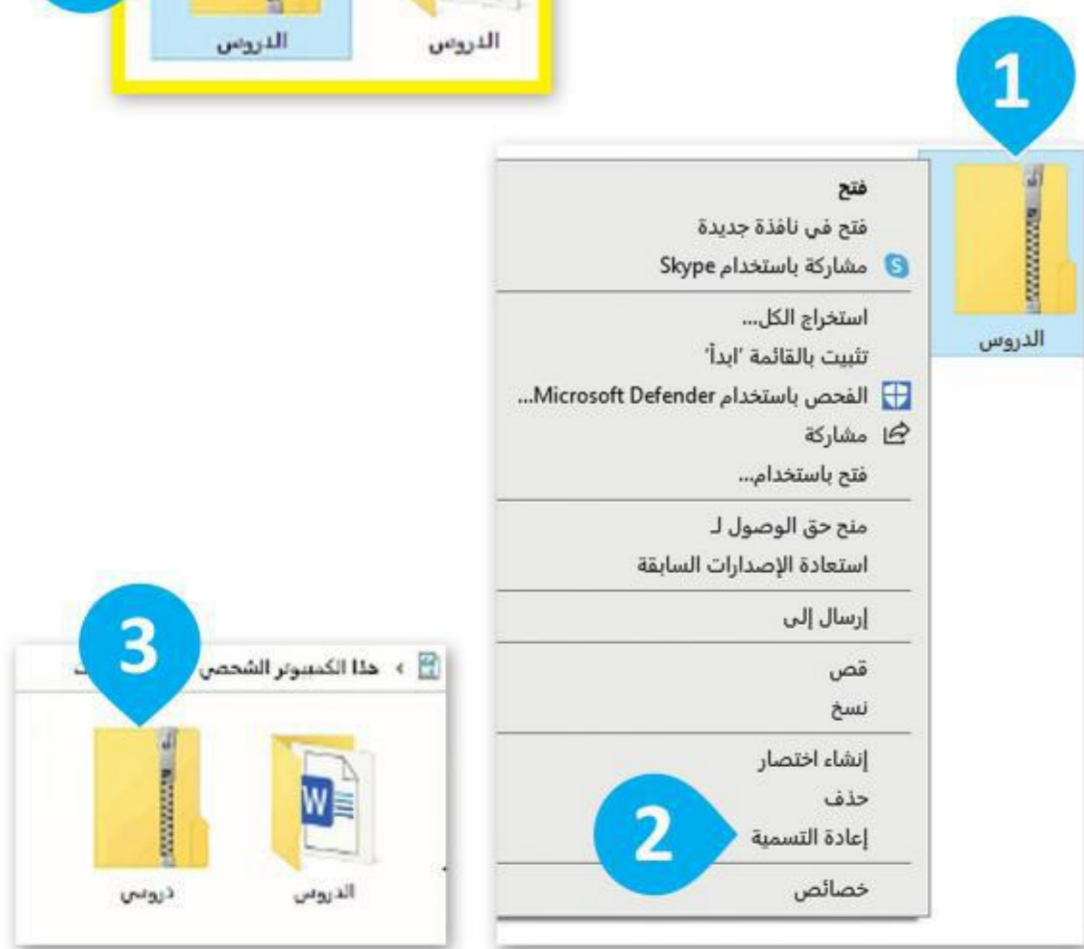 الدروس
الدروس
1
الدروس
فتح
فتح في نافذة جديدة
مشاركة باستخدام Skype
استخراج الكل...
تثبيت بالقائمة 'ابدأ'
الفحص باستخدام Microsoft Defender...
مشاركة
فتح باستخدام...
منح حق الوصول لـ
استعادة الإصدارات السابقة
إرسال إلى
قص
نسخ
إنشاء اختصار
حذف
2
إعادة التسمية
خصائص
3
هذا الكمبيوتر الشخصي
الدروس
دروسي